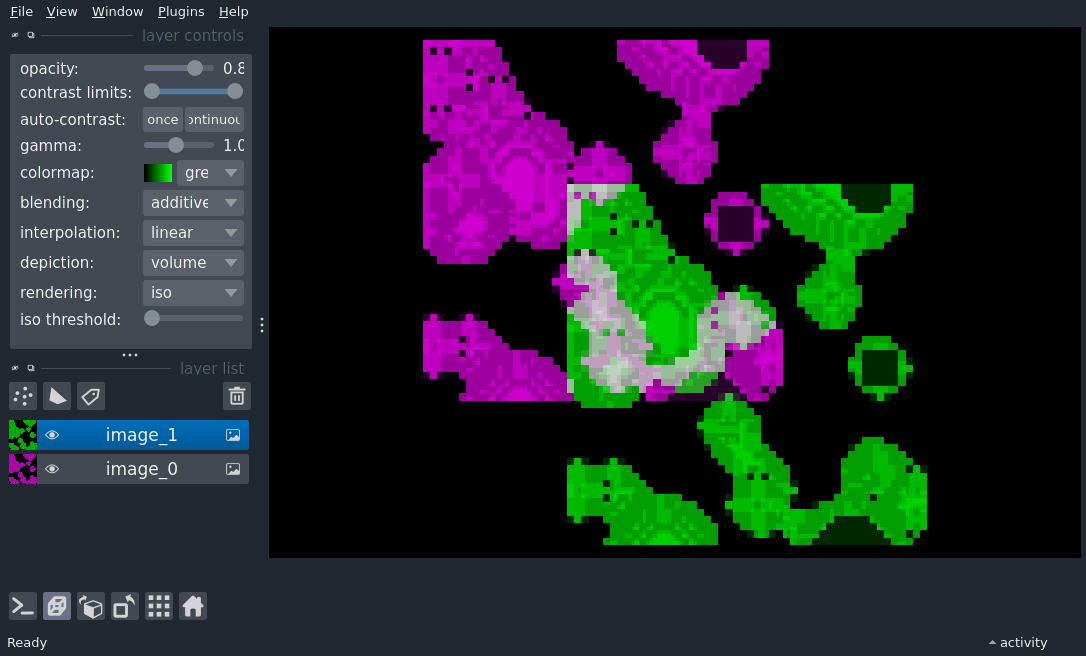 File View Window Plugins Help
layer controls
opacity: 0.8
contrast limits:
auto-contrast: once ontinuou
gamma: 1.0
colormap: gre
blending: additive
interpolation: linear
depiction: volume
rendering: iso
iso threshold:
layer list
image_1
image_0
Ready
activity